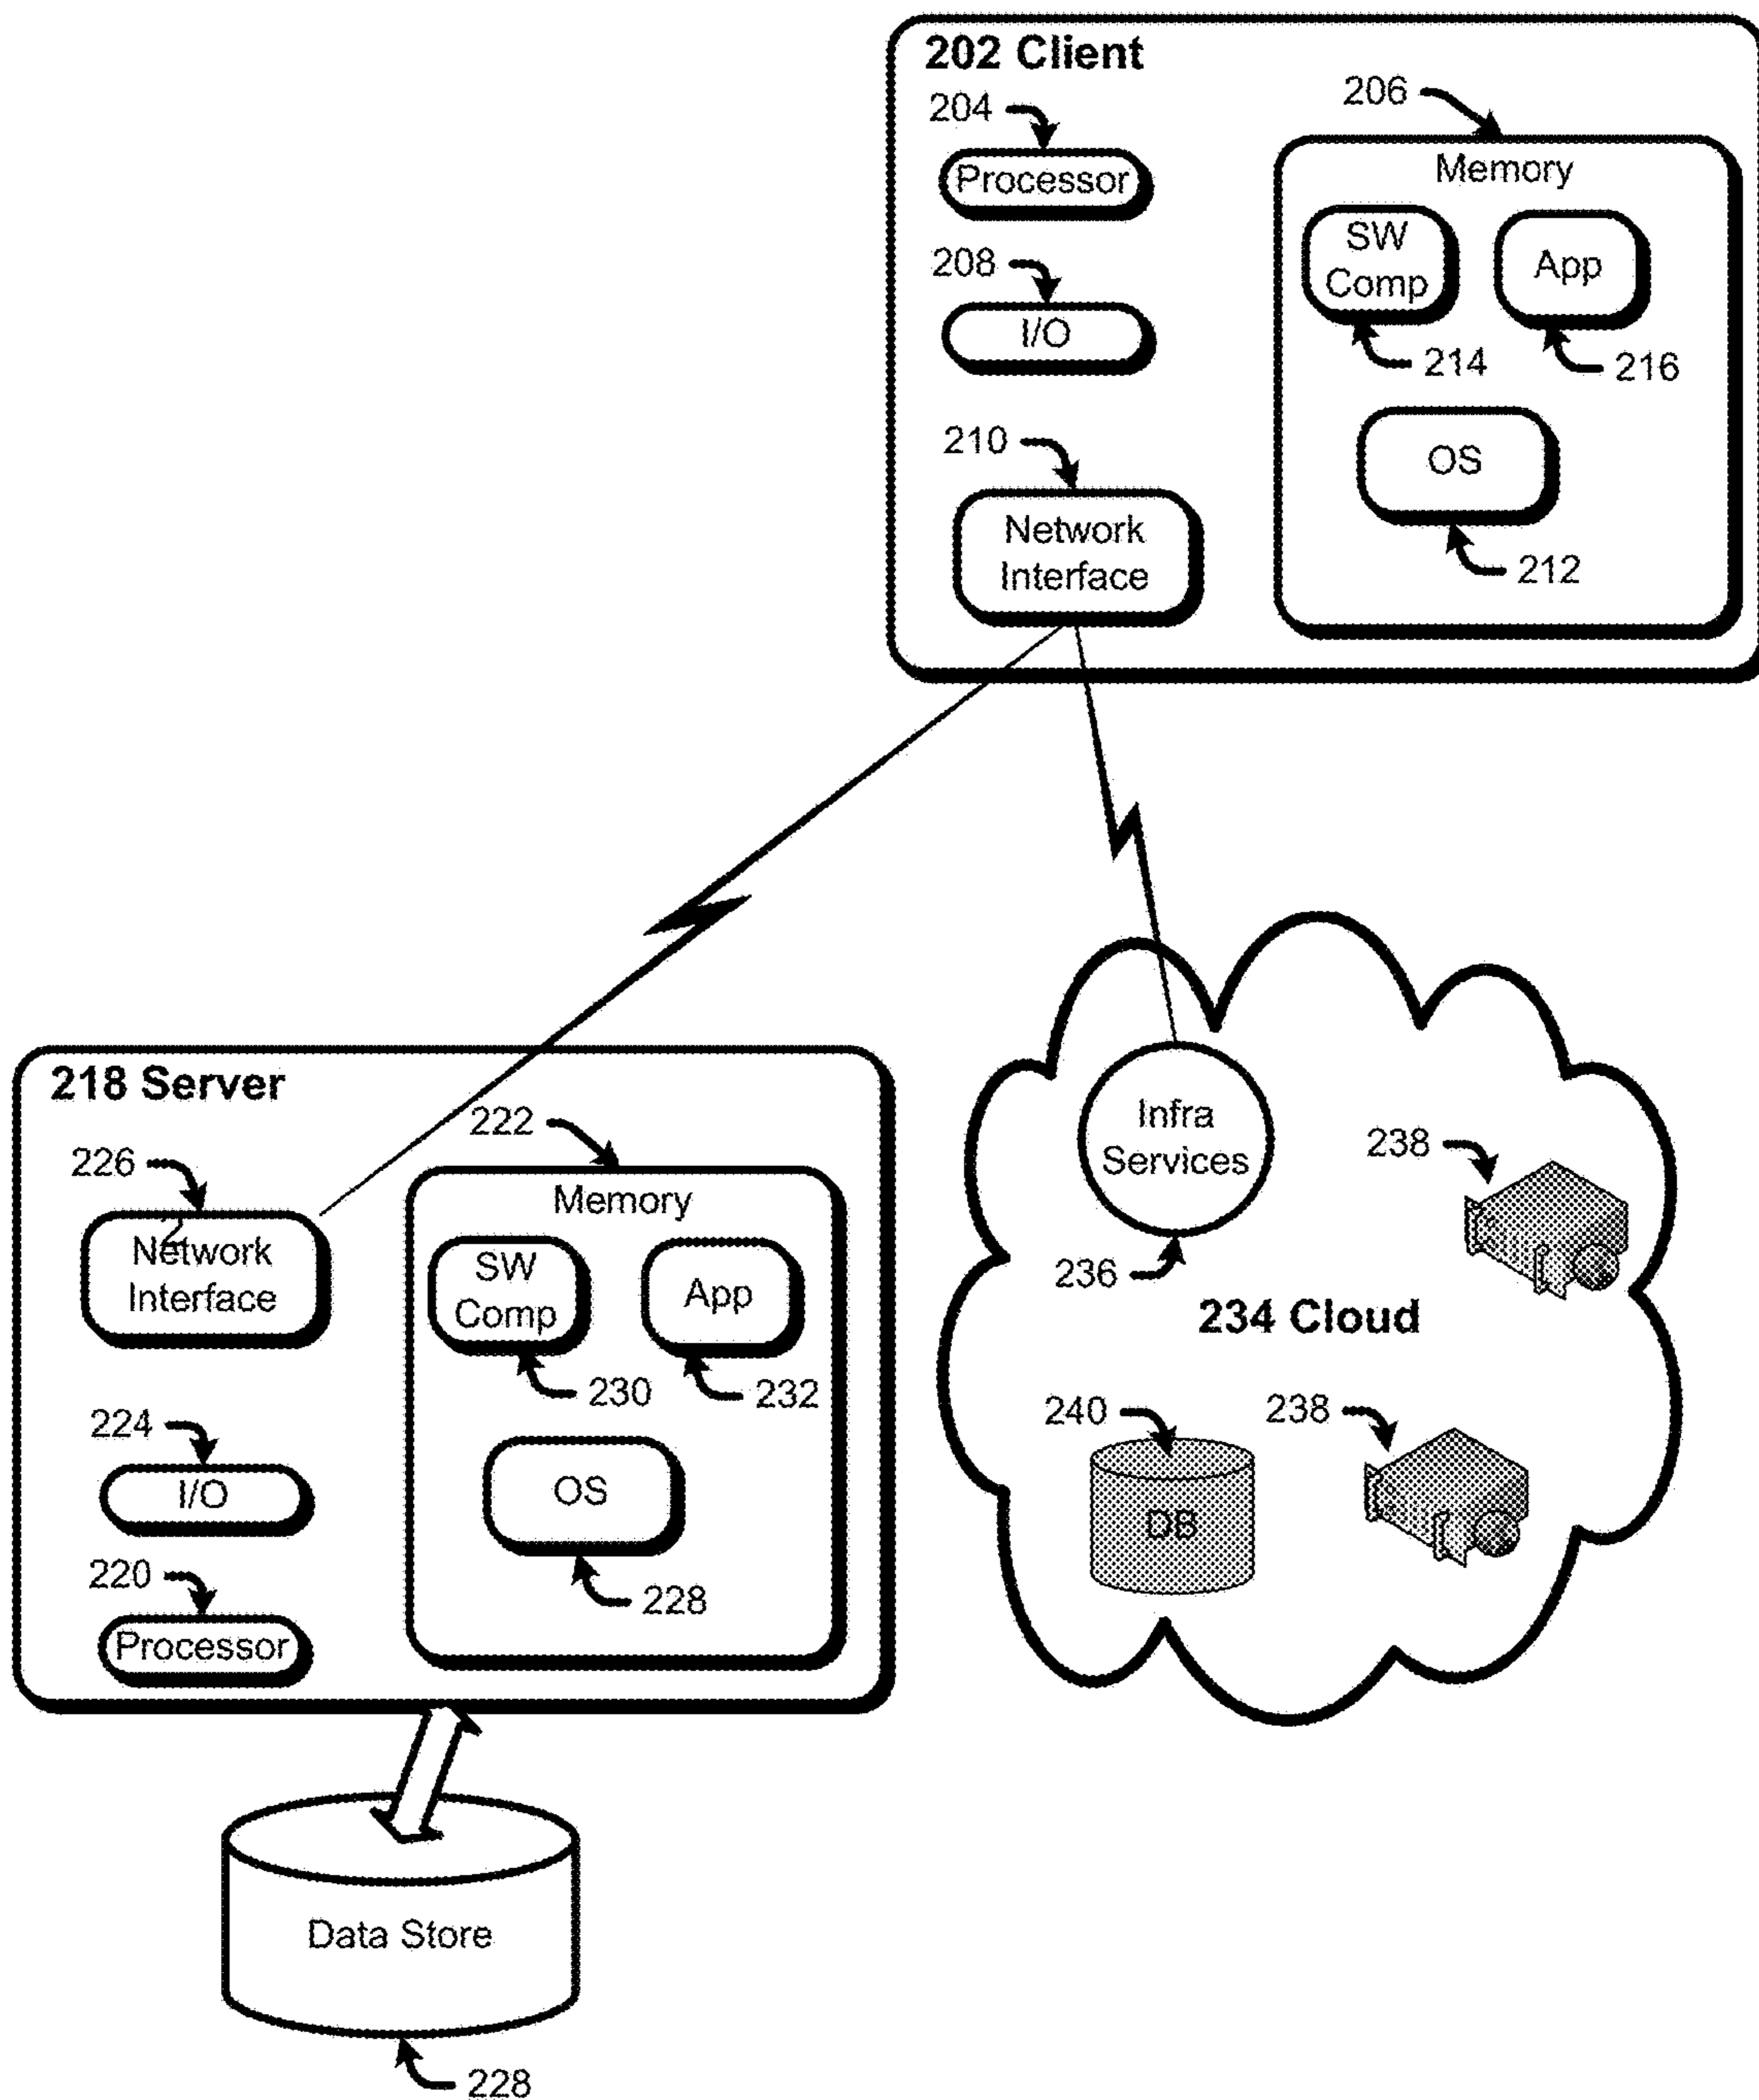 202 Client
204
Processor
208
I/O
210
Network
Interface
206
Memory
SW
Comp
214
App
216
OS
212
218 Server
226
2
Network
Interface
224
I/O
220
Processor
222
Memory
SW
Comp
230
App
232
OS
228
Data Store
228
Infra
Services
236
238
234 Cloud
240
DB
238